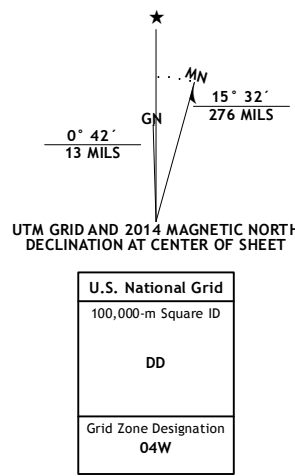 MN
GN
15° 32´
276 MILS
0° 42´
13 MILS
UTM GRID AND 2014 MAGNETIC NORTH
DECLINATION AT CENTER OF SHEET
U.S. National Grid
100,000-m Square ID
DD
Grid Zone Designation
04W